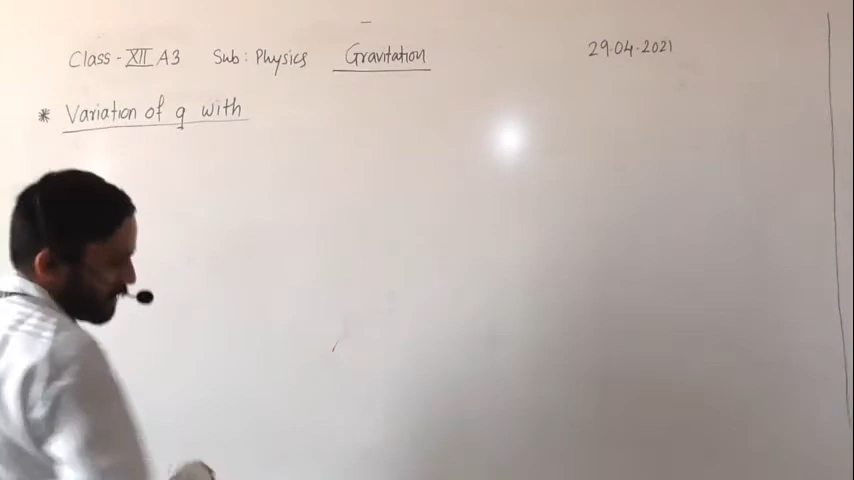 Class - XII A3 Sub : Physics Gravitation 29.04.2021
* Variation of g with